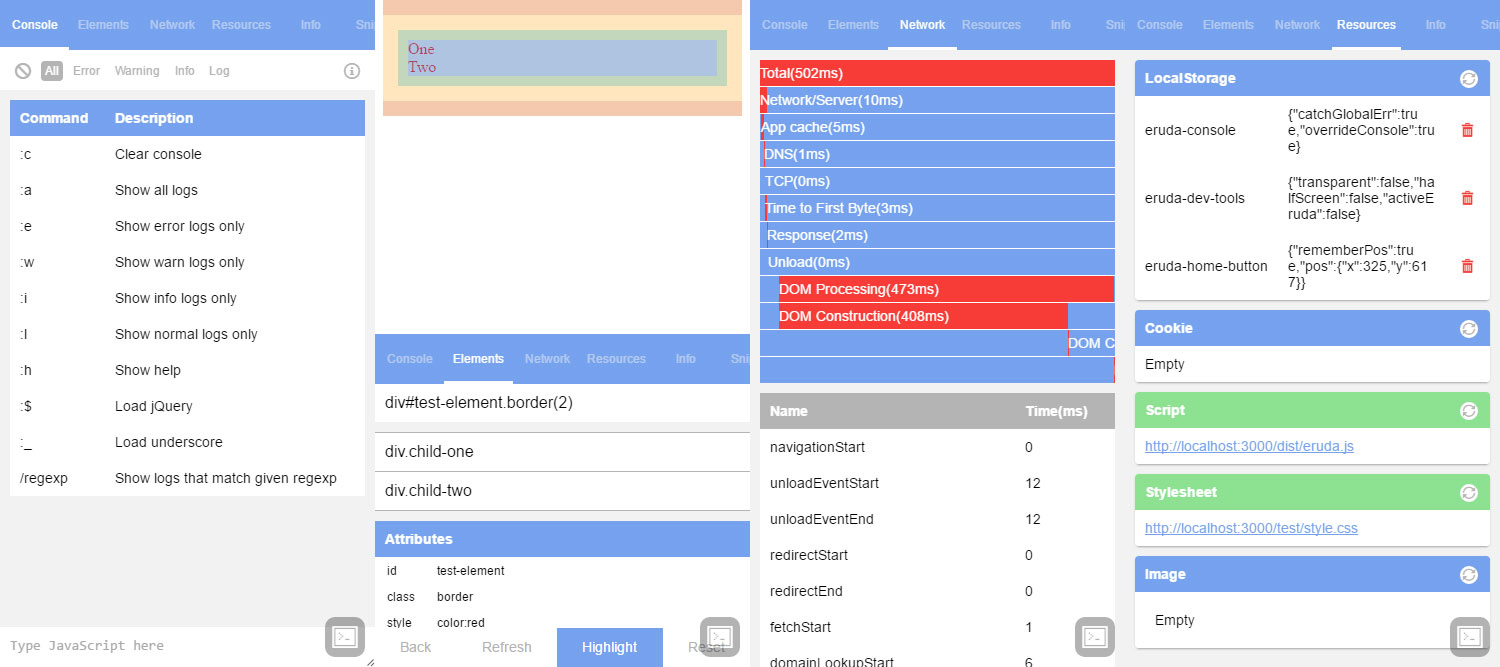 Console Elements Network Resources Info Sni
All Error Warning Info Log
Command Description
:c Clear console
:a Show all logs
:e Show error logs only
:w Show warn logs only
:i Show info logs only
:l Show normal logs only
:h Show help
:$ Load jQuery
:_ Load underscore
/regexp Show logs that match given regexp
Type JavaScript here
One
Two
Console Elements Network Resources Info Sni
div#test-element.border(2)
div.child-one
div.child-two
Attributes
id test-element
class border
style color:red
Back Refresh Highlight Reset
Console Elements Network Resources Info Sni
Total(502ms)
Network/Server(10ms)
App cache(5ms)
DNS(1ms)
TCP(0ms)
Time to First Byte(3ms)
Response(2ms)
Unload(0ms)
DOM Processing(473ms)
DOM Construction(408ms)
DOM C
Name Time(ms)
navigationStart 0
unloadEventStart 12
unloadEventEnd 12
redirectStart 0
redirectEnd 0
fetchStart 1
domainLookupStart 6
Console Elements Network Resources Info Sni
LocalStorage
eruda-console
{"catchGlobalErr":tru
e,"overrideConsole":tru
e}
eruda-dev-tools
{"transparent":false,"ha
lfScreen":false,"activeE
ruda":false}
eruda-home-button
{"rememberPos":tru
e,"pos":{"x":325,"y":61
7}}
Cookie
Empty
Script
http://localhost:3000/dist/eruda.js
Stylesheet
http://localhost:3000/test/style.css
Image
Empty